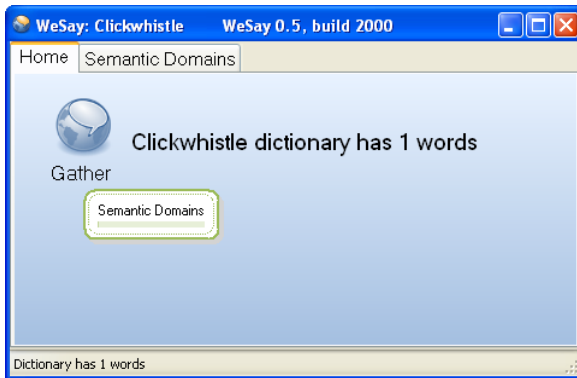 WeSay: Clickwhistle WeSay 0.5, build 2000
Home Semantic Domains
Clickwhistle dictionary has 1 words
Gather
Semantic Domains
Dictionary has 1 words